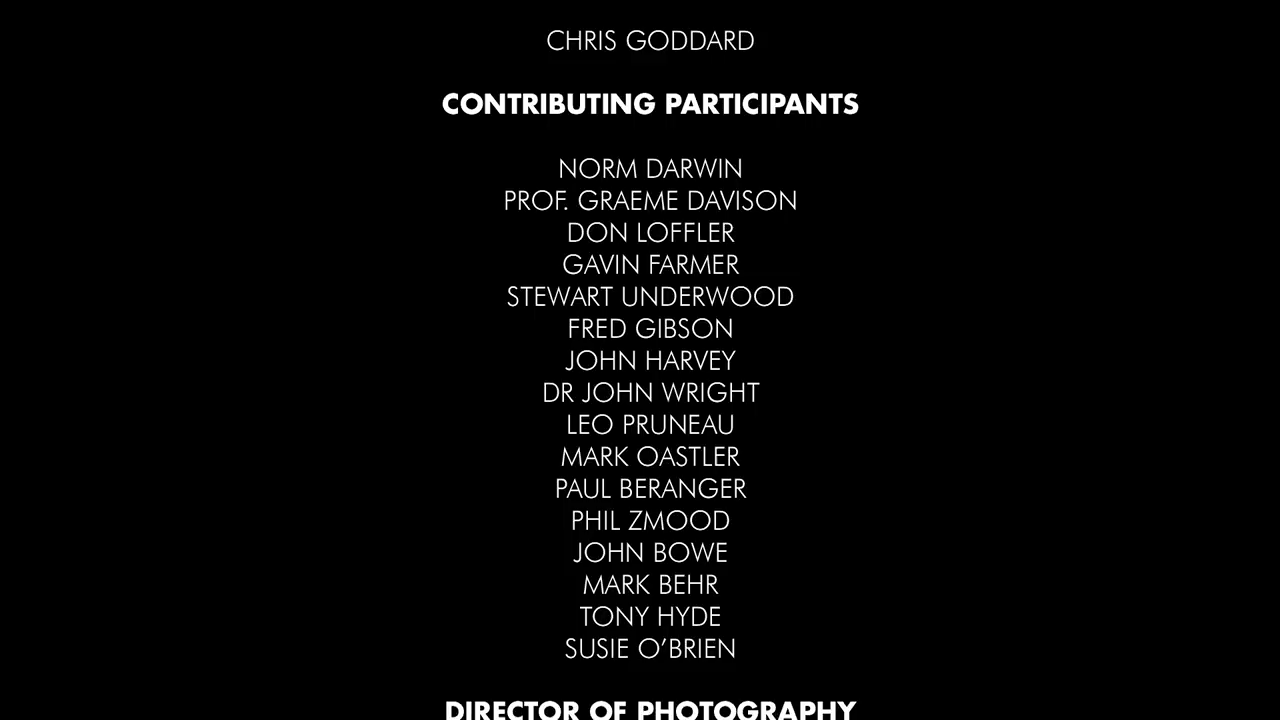 CHRIS GODDARD
CONTRIBUTING PARTICIPANTS
NORM DARWIN
PROF. GRAEME DAVISON
DON LOFFLER
GAVIN FARMER
STEWART UNDERWOOD
FRED GIBSON
JOHN HARVEY
DR JOHN WRIGHT
LEO PRUNEAU
MARK OASTLER
PAUL BERANGER
PHIL ZMOOD
JOHN BOWE
MARK BEHR
TONY HYDE
SUSIE O’BRIEN
DIRECTOR OF PHOTOGRAPHY